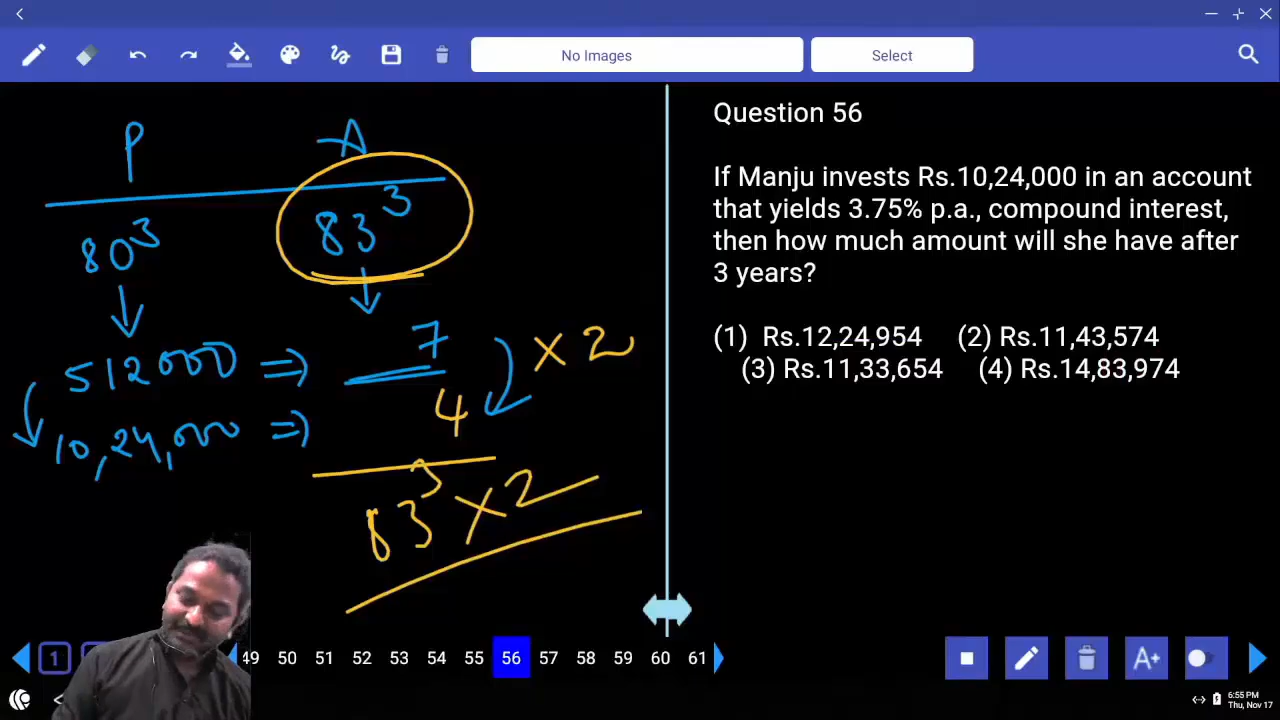 No Images
Select
P A
80³ 83³
512000 ⇒ 7
× 2
10,24,000 ⇒ 4
83³ × 2
Question 56
If Manju invests Rs.10,24,000 in an account
that yields 3.75% p.a., compound interest,
then how much amount will she have after
3 years?
(1) Rs.12,24,954 (2) Rs.11,43,574
(3) Rs.11,33,654 (4) Rs.14,83,974
1 49 50 51 52 53 54 55 56 57 58 59 60 61
A+
6:55 PM
Thu, Nov 17